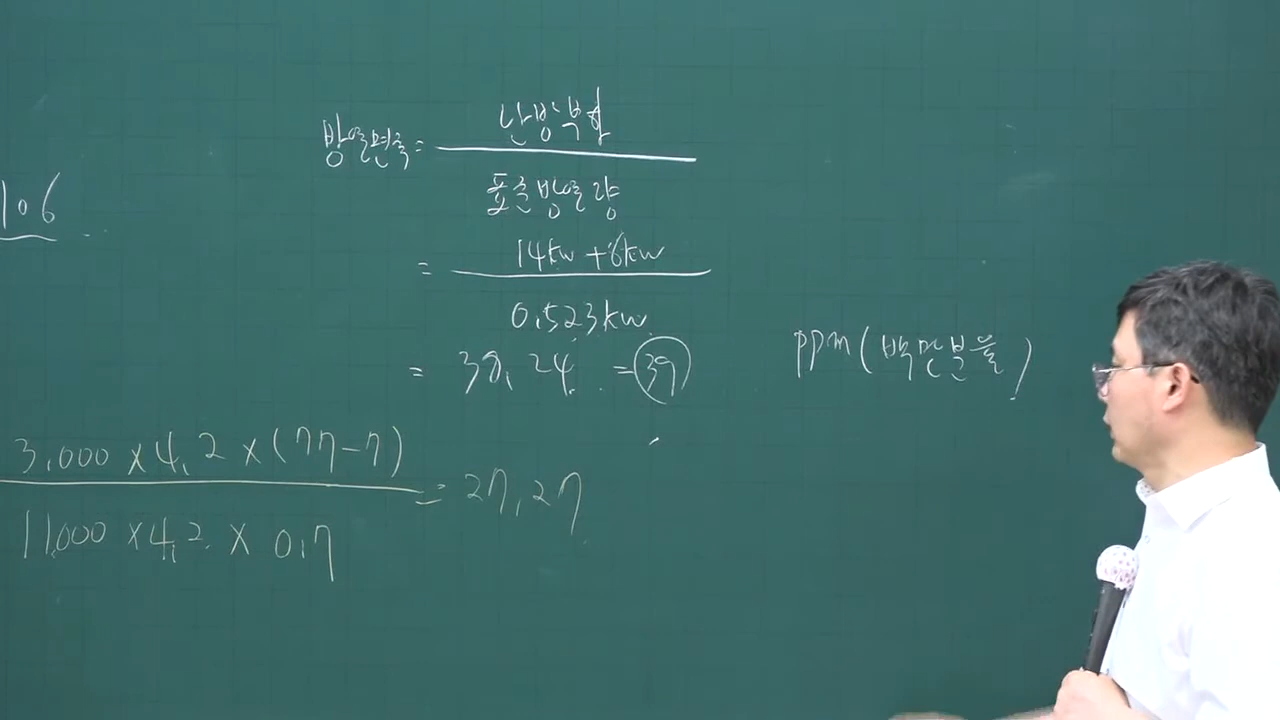 106
방열면적 = 난방부하
표준방열량
= 14kw + 6kw
0.523kw
= 38.24 = 39
ppm (백만분율)
3,000 × 4.2 × (77-7)
11,000 × 4.2 × 0.7
= 27.27